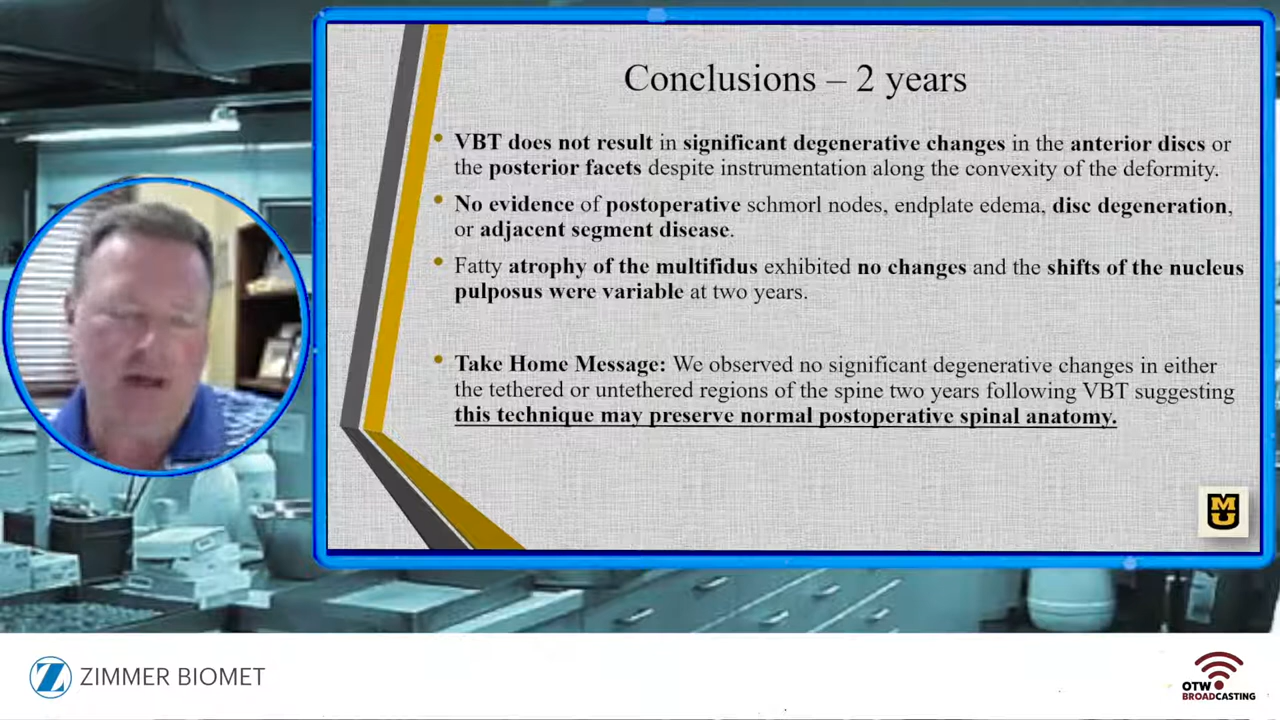 Conclusions – 2 years
• VBT does not result in significant degenerative changes in the anterior discs or
the posterior facets despite instrumentation along the convexity of the deformity.
• No evidence of postoperative schmorl nodes, endplate edema, disc degeneration,
or adjacent segment disease.
• Fatty atrophy of the multifidus exhibited no changes and the shifts of the nucleus
pulposus were variable at two years.
• Take Home Message: We observed no significant degenerative changes in either
the tethered or untethered regions of the spine two years following VBT suggesting
this technique may preserve normal postoperative spinal anatomy.
MU
Z ZIMMER BIOMET
OTW
BROADCASTING